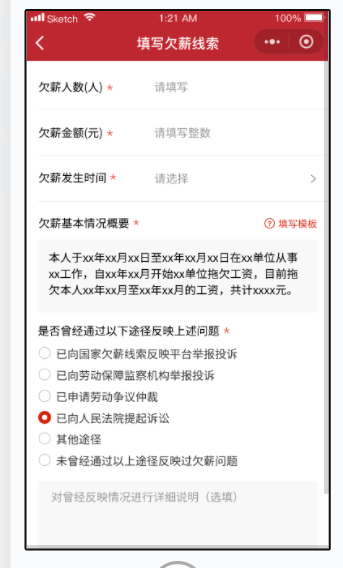 Sketch
1:21 AM
100%
填写欠薪线索
欠薪人数(人) *
请填写
欠薪金额(元) *
请填写整数
欠薪发生时间 *
请选择
欠薪基本情况概要 *
填写模板
本人于xx年xx月xx日至xx年xx月xx日在xx单位从事
xx工作，自xx年xx月开始xx单位拖欠工资，目前拖
欠本人xx年xx月至xx年xx月的工资，共计xxxx元。
是否曾经通过以下途径反映上述问题 *
已向国家欠薪线索反映平台举报投诉
已向劳动保障监察机构举报投诉
已申请劳动争议仲裁
已向人民法院提起诉讼
其他途径
未曾经通过以上途径反映过欠薪问题
对曾经反映情况进行详细说明（选填）